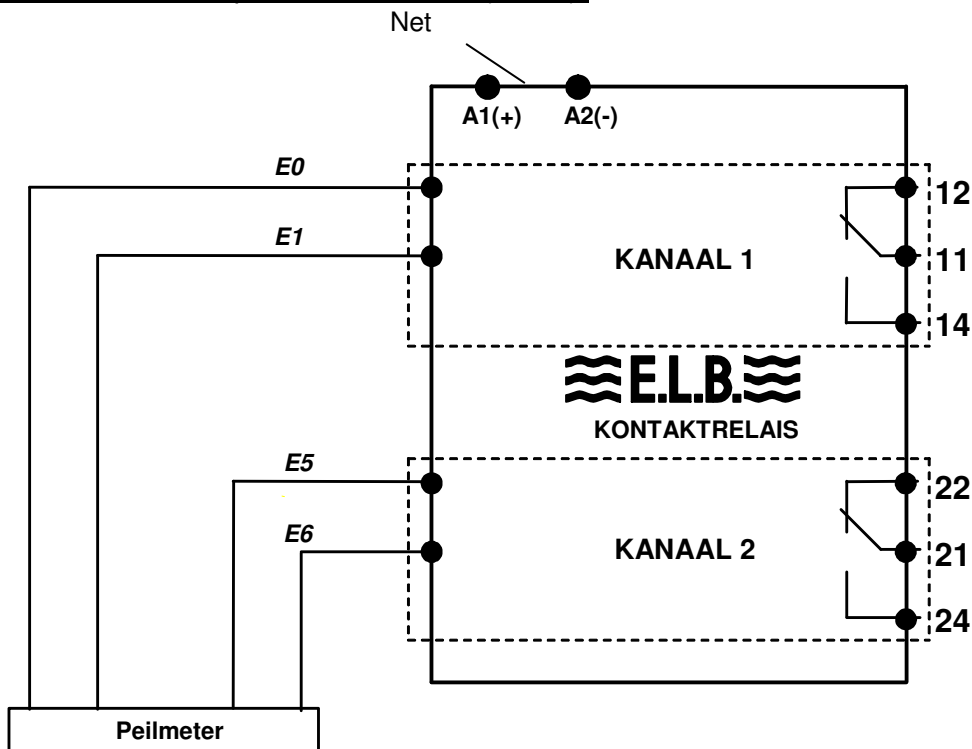 Net
A1(+) A2(-)
E0
12
E1
KANAAL 1
11
14
E.L.B.
KONTAKTRELAIS
E5
22
E6
KANAAL 2
21
24
Peilmeter